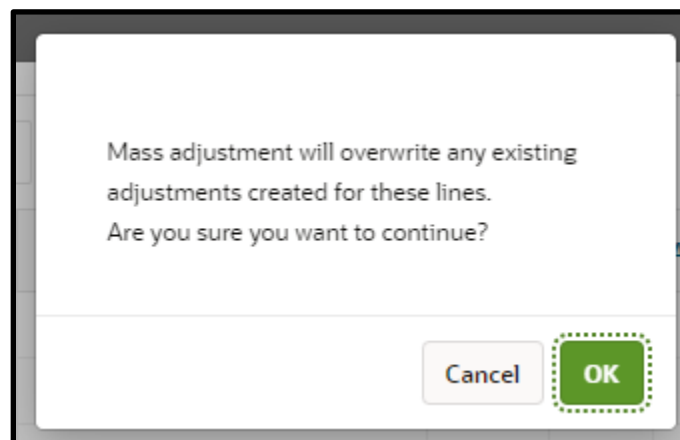 Mass adjustment will overwrite any existing
adjustments created for these lines.
Are you sure you want to continue?
Cancel
OK